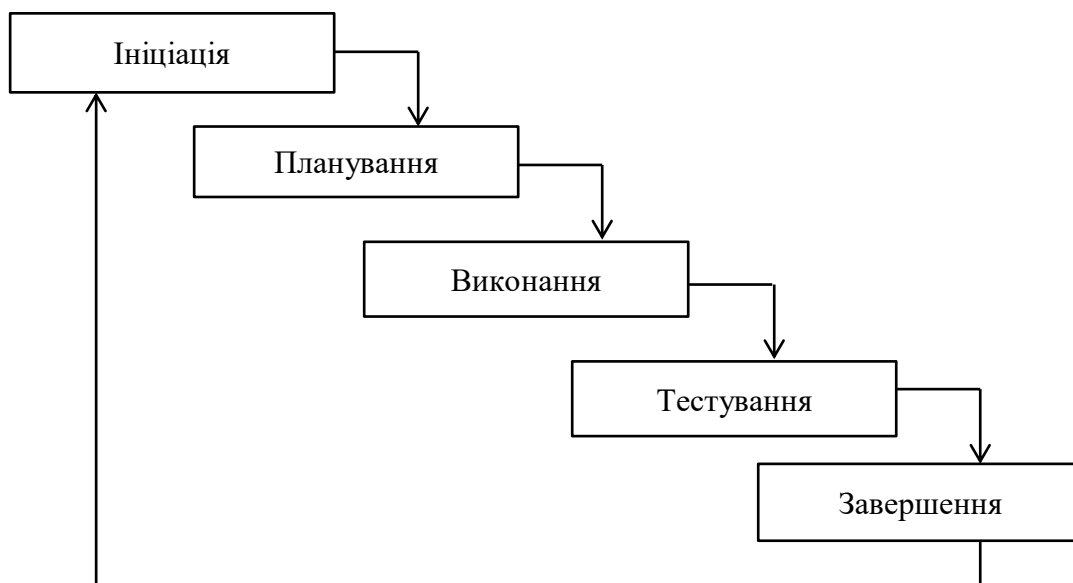 Ініціація
Планування
Виконання
Тестування
Завершення